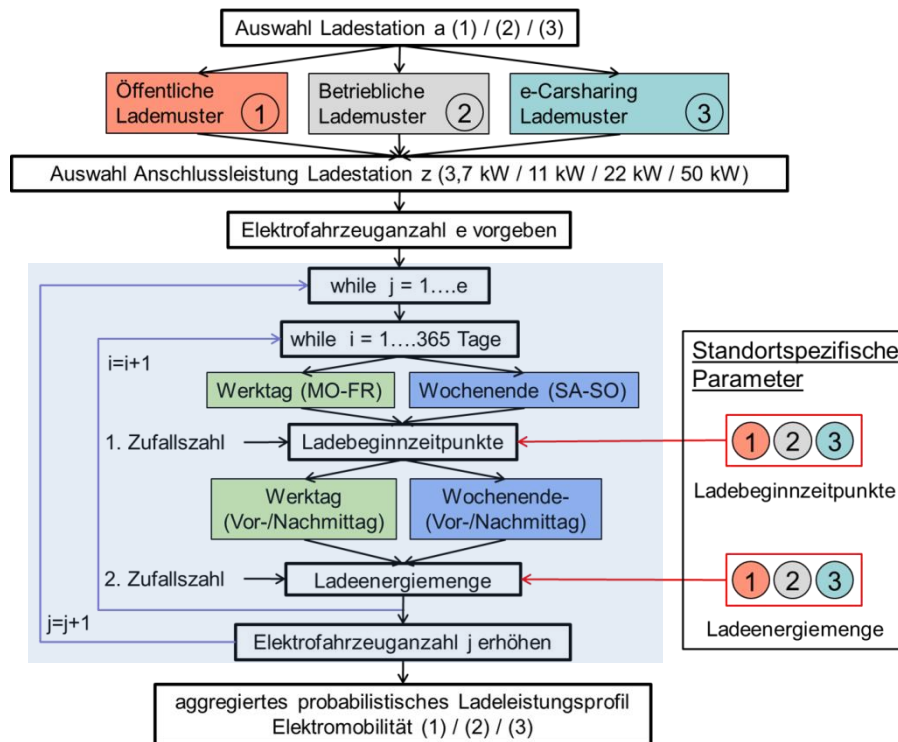 Auswahl Ladestation a (1) / (2) / (3)
Öffentliche
Lademuster
1
Betriebliche
Lademuster
2
e-Carsharing
Lademuster
3
Auswahl Anschlussleistung Ladestation z (3,7 kW / 11 kW / 22 kW / 50 kW)
Elektrofahrzeuganzahl e vorgeben
while j = 1….e
while i = 1….365 Tage
i=i+1
Werktag (MO-FR)
Wochenende (SA-SO)
1. Zufallszahl
Ladebeginnzeitpunkte
Werktag
(Vor-/Nachmittag)
Wochenende-
(Vor-/Nachmittag)
2. Zufallszahl
Ladeenergiemenge
j=j+1
Elektrofahrzeuganzahl j erhöhen
aggregiertes probabilistisches Ladeleistungsprofil
Elektromobilität (1) / (2) / (3)
Standortspezifische
Parameter
1 2 3
Ladebeginnzeitpunkte
1 2 3
Ladeenergiemenge